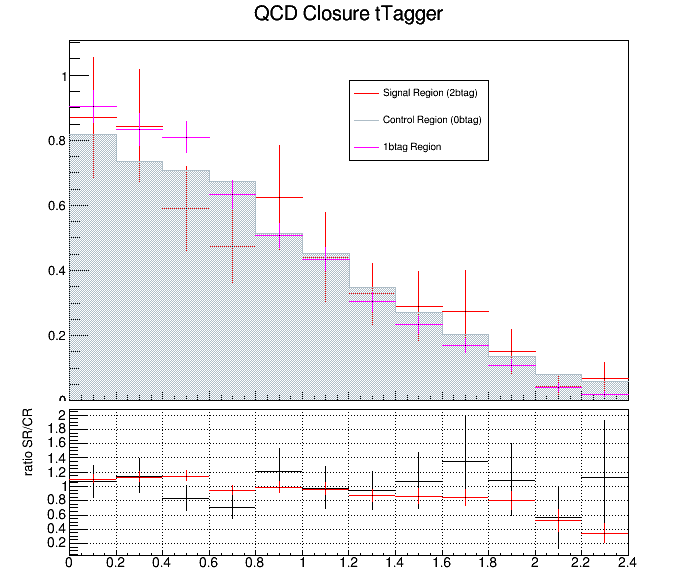 QCD Closure tTagger
1
0.8
0.6
0.4
0.2
0
Signal Region (2btag)
Control Region (0btag)
1btag Region
ratio SR/CR
2
1.8
1.6
1.4
1.2
1
0.8
0.6
0.4
0.2
0 0.2 0.4 0.6 0.8 1 1.2 1.4 1.6 1.8 2 2.2 2.4